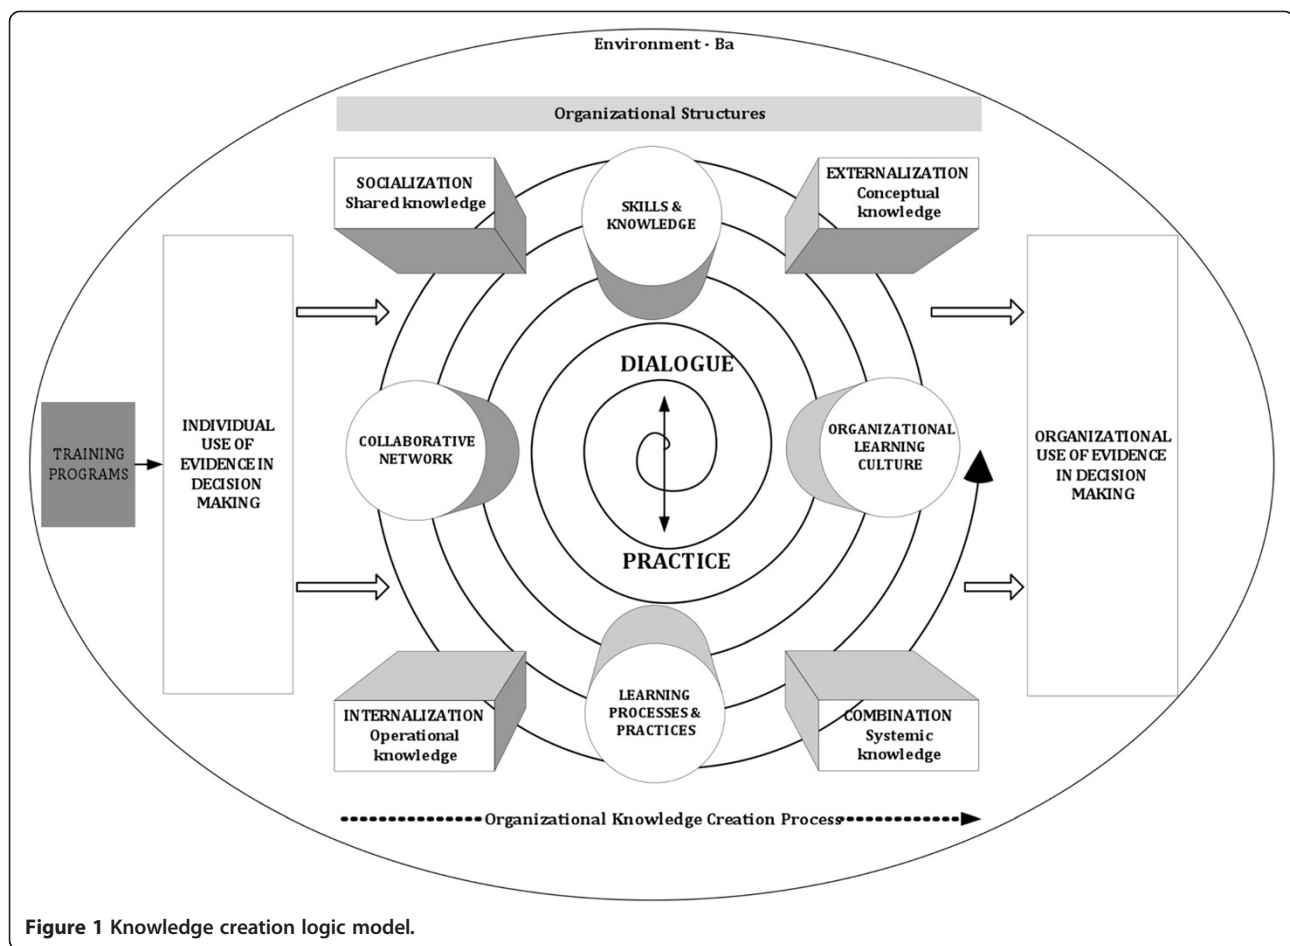 Environment - Ba
Organizational Structures
SOCIALIZATION
Shared knowledge
SKILLS &
KNOWLEDGE
EXTERNALIZATION
Conceptual
knowledge
TRAINING
PROGRAMS
INDIVIDUAL
USE OF
EVIDENCE IN
DECISION
MAKING
COLLABORATIVE
NETWORK
DIALOGUE
PRACTICE
ORGANIZATIONAL
LEARNING
CULTURE
ORGANIZATIONAL
USE OF EVIDENCE
IN DECISION
MAKING
INTERNALIZATION
Operational
knowledge
LEARNING
PROCESSES &
PRACTICES
COMBINATION
Systemic
knowledge
Organizational Knowledge Creation Process
Figure 1 Knowledge creation logic model.